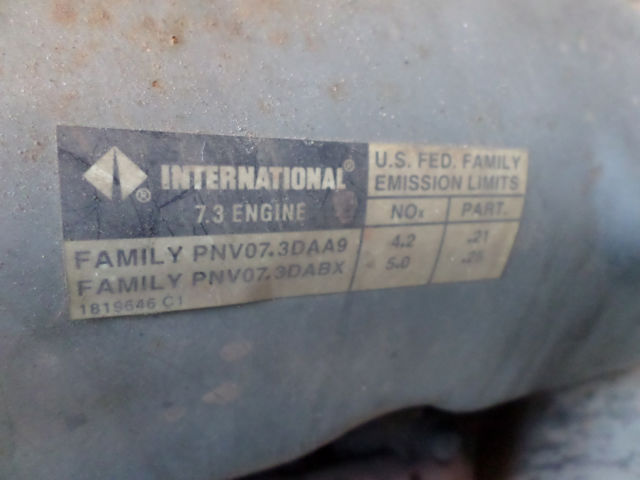 INTERNATIONAL®
7.3 ENGINE
U.S. FED. FAMILY
EMISSION LIMITS
NOx PART.
FAMILY PNV07.3DAA9 4.2 .21
FAMILY PNV07.3DABX 5.0 .25
1819646 C1